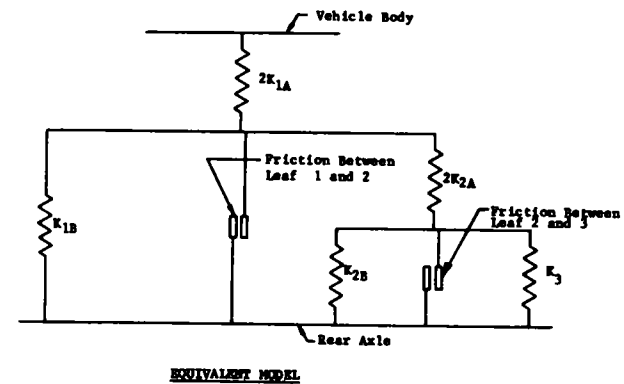 Vehicle Body
2K1A
Friction Between
Leaf 1 and 2
2K2A
Friction Between
Leaf 2 and 3
K1B
K2B
K3
Rear Axle
EQUIVALENT MODEL